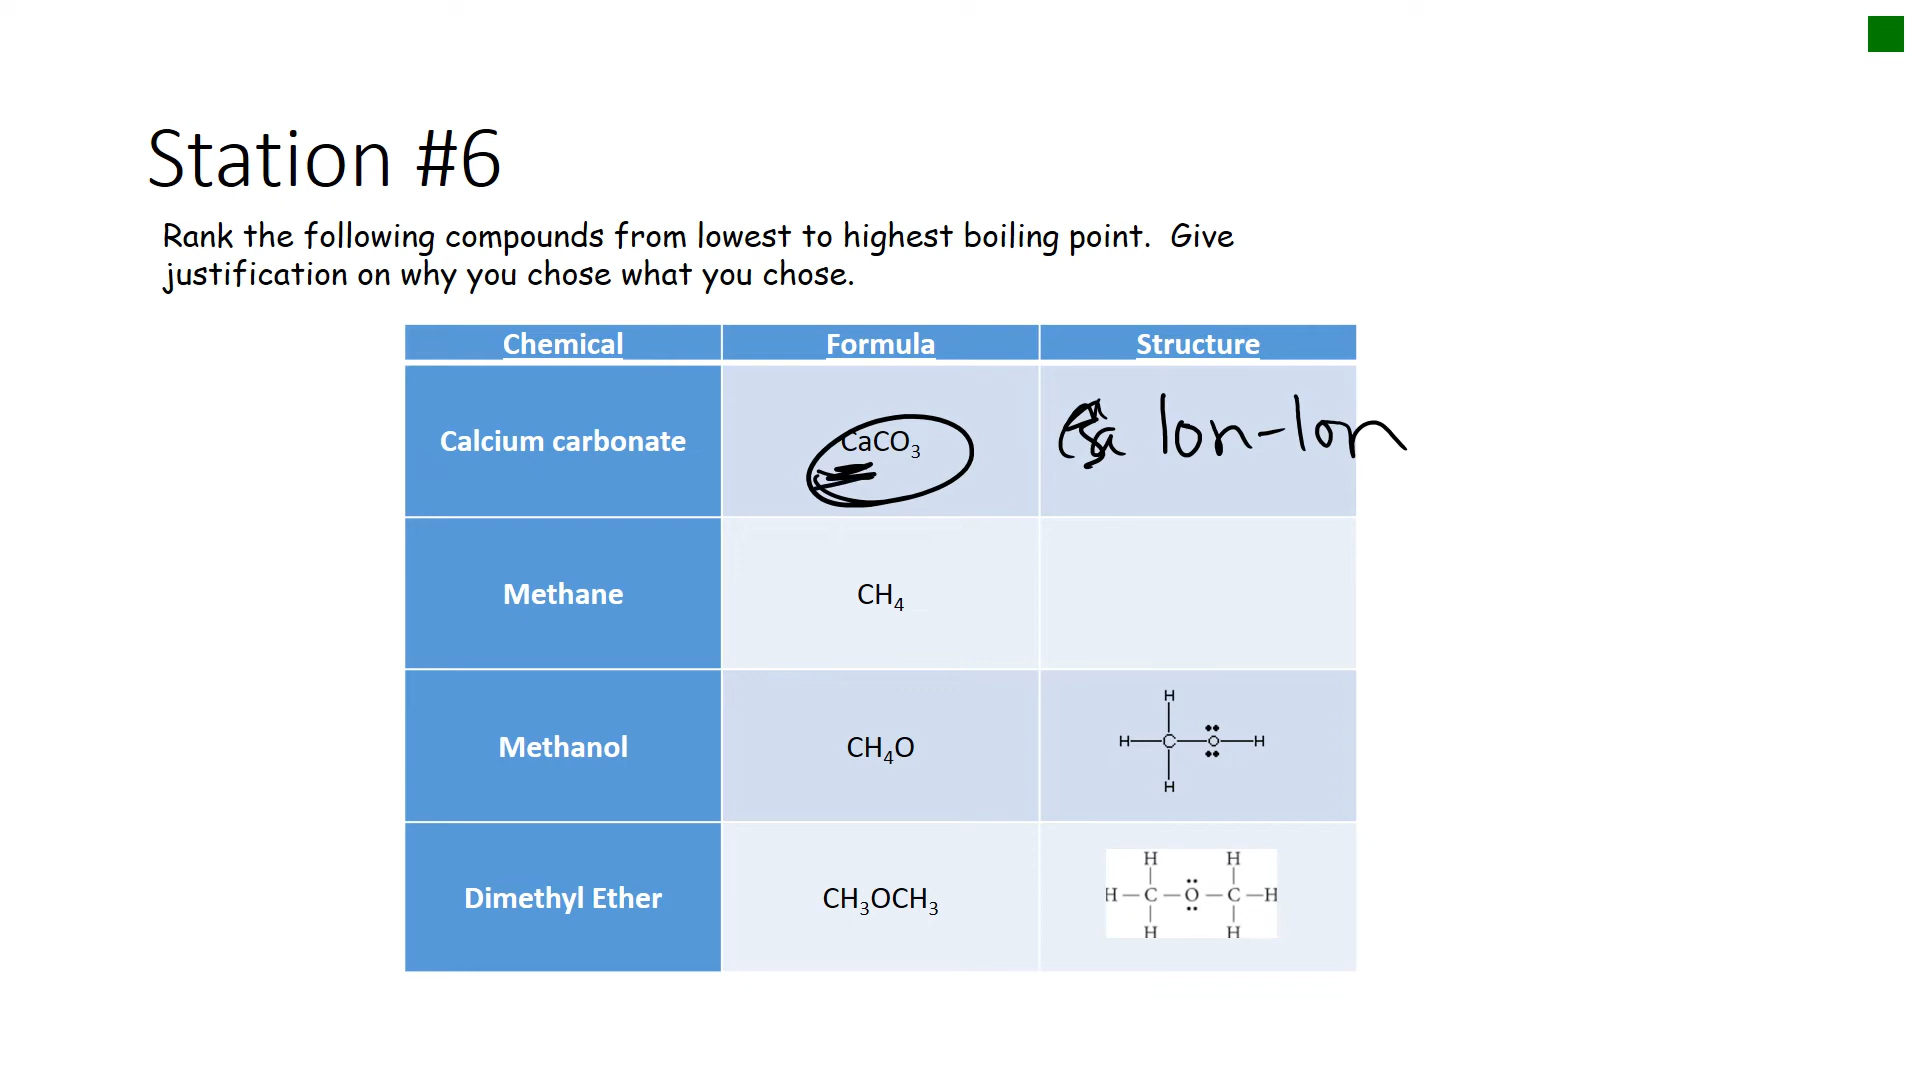 Station #6
Rank the following compounds from lowest to highest boiling point. Give
justification on why you chose what you chose.
Chemical Formula Structure
Calcium carbonate CaCO₃ Ion-Ion
Methane CH₄
H
Methanol CH₄O H C O H
H
H H
Dimethyl Ether CH₃OCH₃ H C O C H
H H